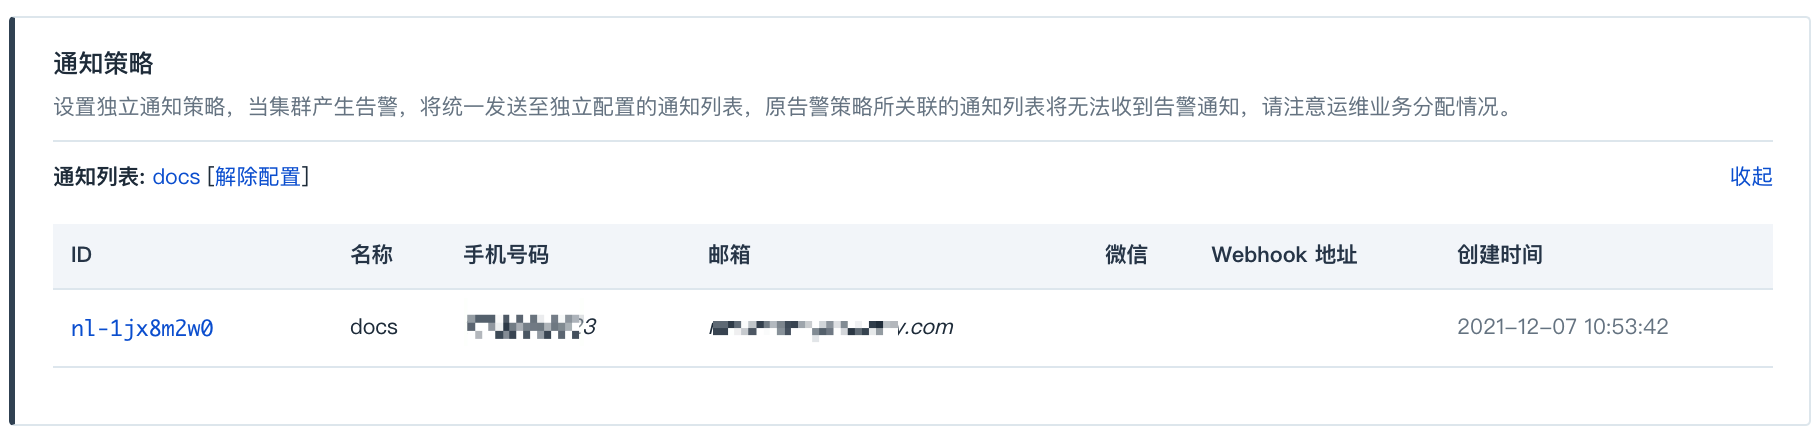 通知策略
设置独立通知策略，当集群产生告警，将统一发送至独立配置的通知列表，原告警策略所关联的通知列表将无法收到告警通知，请注意运维业务分配情况。
通知列表: docs [解除配置] 收起
ID 名称 手机号码 邮箱 微信 Webhook 地址 创建时间
nl-1jx8m2w0 docs 3 .com 2021-12-07 10:53:42